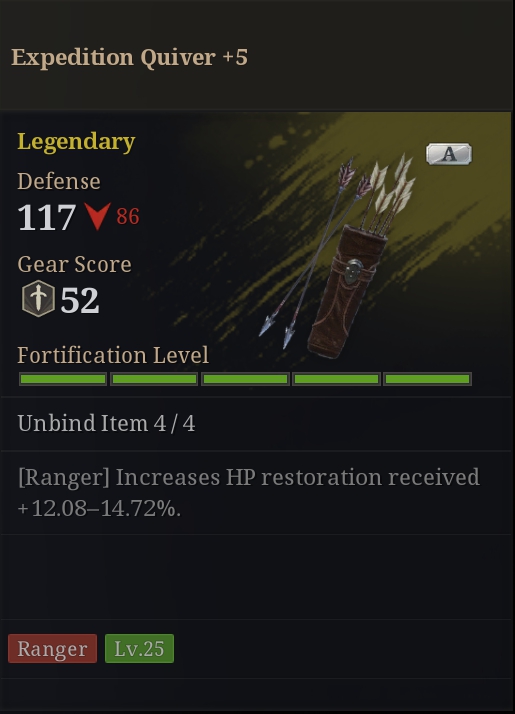 Expedition Quiver +5
Legendary
A
Defense
117 86
Gear Score
52
Fortification Level
Unbind Item 4 / 4
[Ranger] Increases HP restoration received
+12.08–14.72%.
Ranger Lv.25